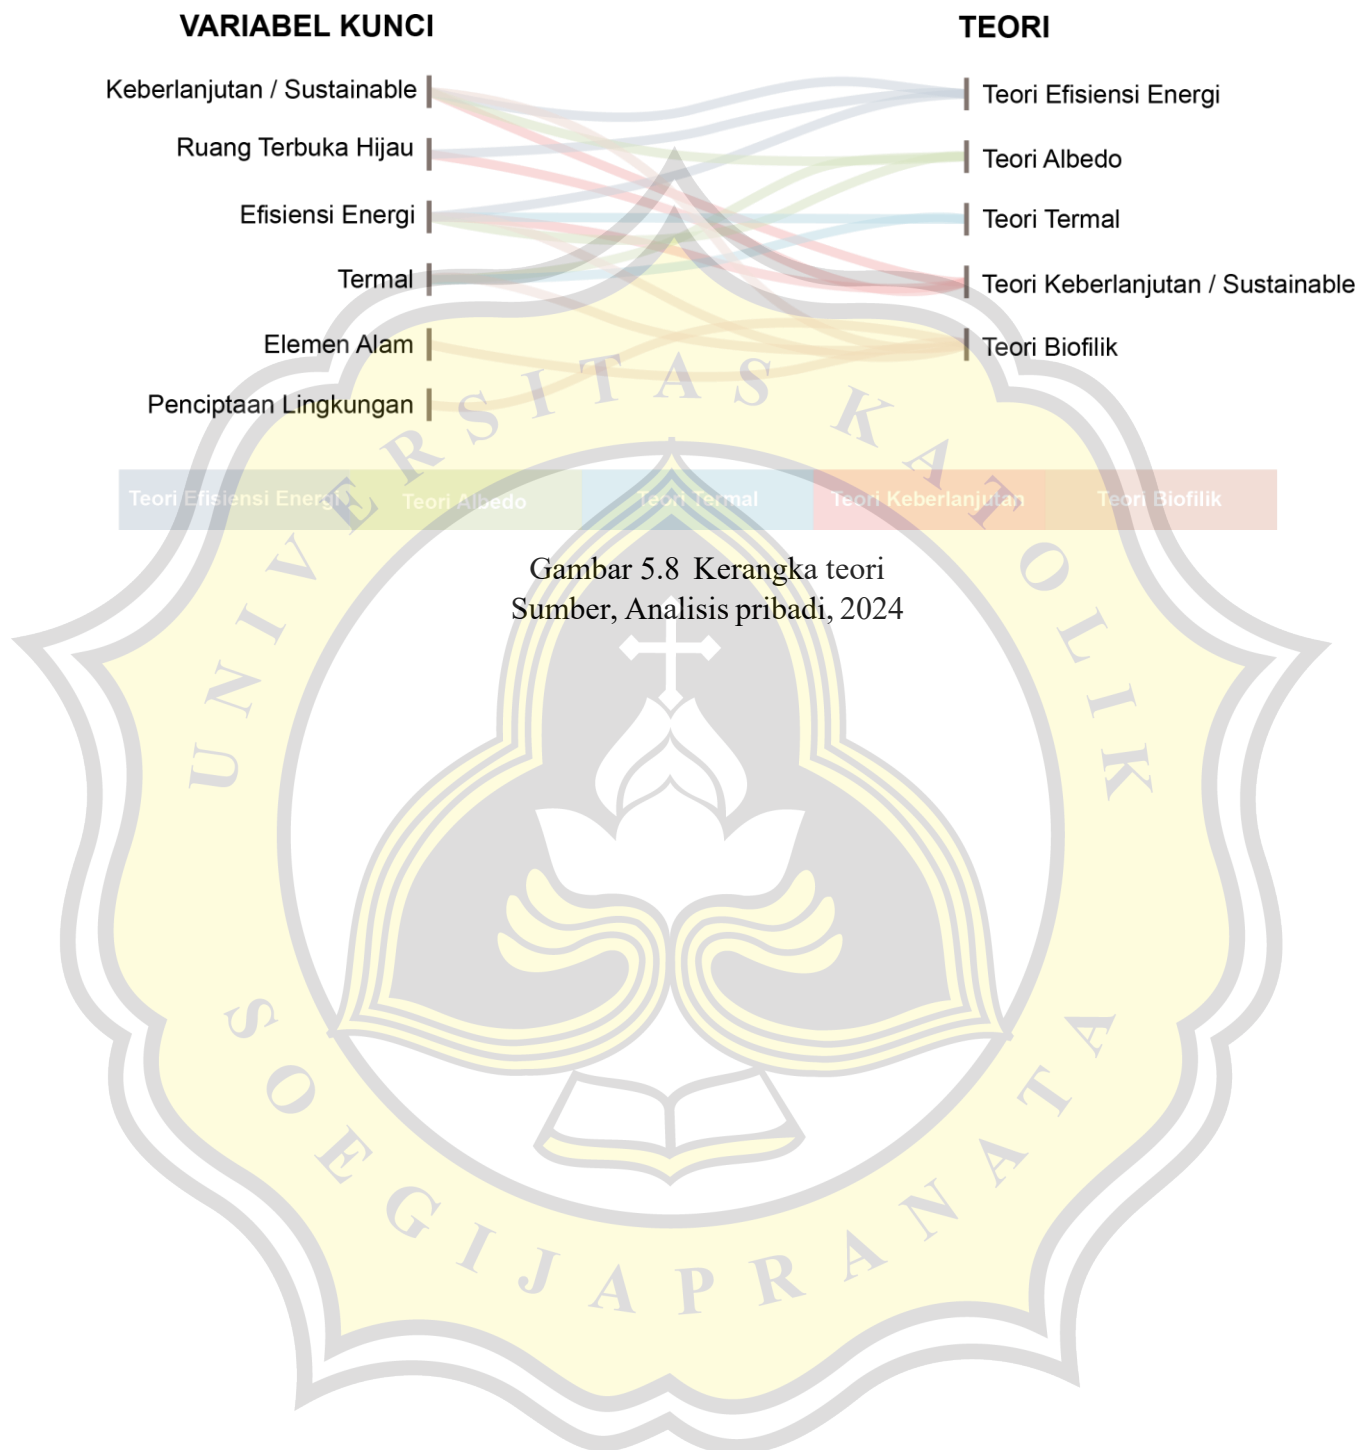 VARIABEL KUNCI
Keberlanjutan / Sustainable
Ruang Terbuka Hijau
Efisiensi Energi
Termal
Elemen Alam
Penciptaan Lingkungan
TEORI
Teori Efisiensi Energi
Teori Albedo
Teori Termal
Teori Keberlanjutan / Sustainable
Teori Biofilik
Teori Efisiensi Energi Teori Albedo Teori Termal Teori Keberlanjutan Teori Biofilik
Gambar 5.8 Kerangka teori
Sumber, Analisis pribadi, 2024
UNIVERSITAS KATOLIK
SOEGIJAPRANATA